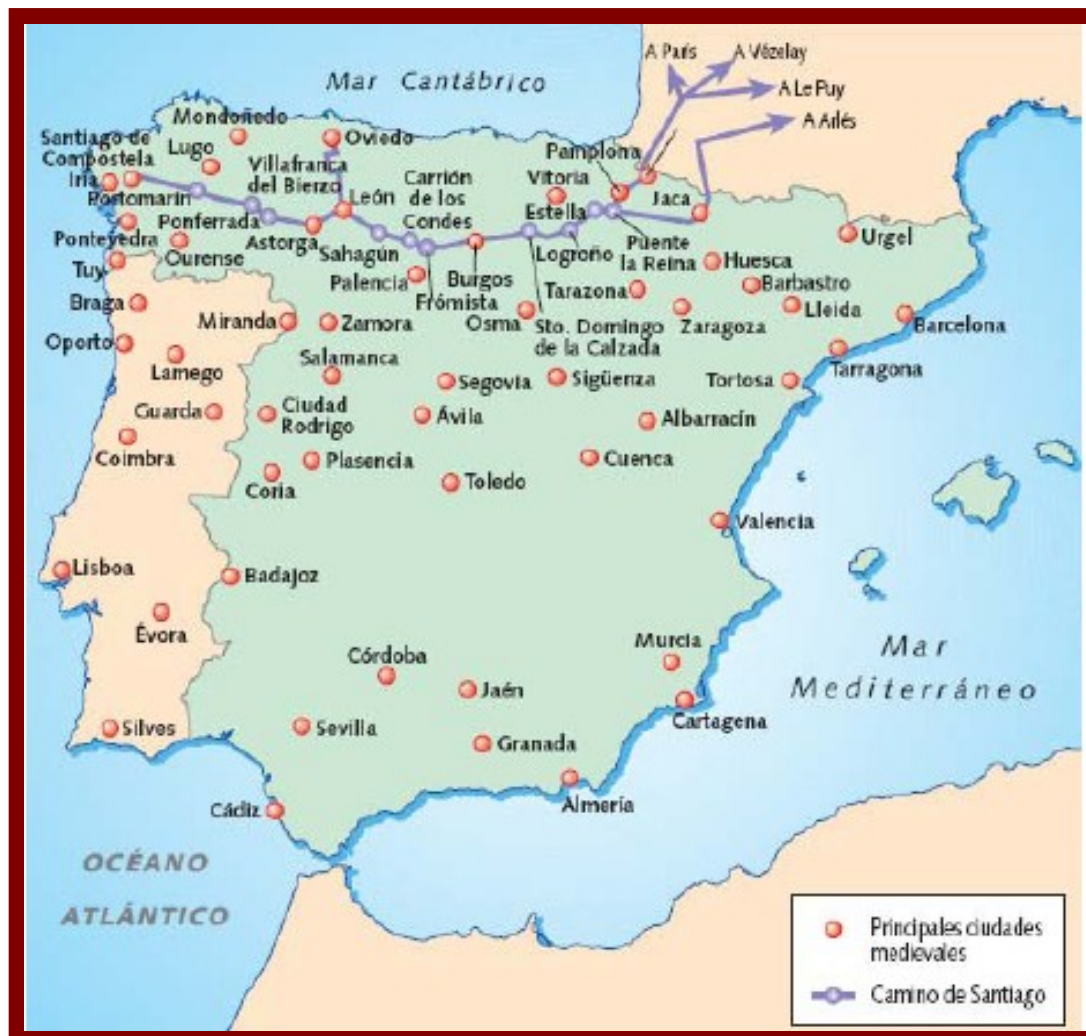 A París
A Vézelay
Mar Cantábrico
A Le Puy
A Arlés
Mondoñedo
Oviedo
Santiago de
Compostela
Lugo
Pamplona
Iria
Villafranca
del Bierzo
Carrión
de los
Condes
Vitoria
Portomarín
León
Jaca
Estella
Ponferrada
Pontevedra
Astorga
Sahagún
Logroño
Puente
la Reina
Urgel
Ourense
Tuy
Palencia
Burgos
Huesca
Frómista
Barbastro
Braga
Tarazona
Miranda
Zamora
Osma
Sto. Domingo
de la Calzada
Zaragoza
Lleida
Barcelona
Oporto
Lamego
Salamanca
Segovia
Sigüenza
Tortosa
Tarragona
Guarda
Ciudad
Rodrigo
Ávila
Albarracín
Coimbra
Plasencia
Cuenca
Coria
Toledo
Valencia
Lisboa
Badajoz
Évora
Murcia
Mar
Mediterráneo
Córdoba
Jaén
Cartagena
Silves
Sevilla
Granada
Cádiz
Almería
OCÉANO
ATLÁNTICO
Principales ciudades
medievales
Camino de Santiago